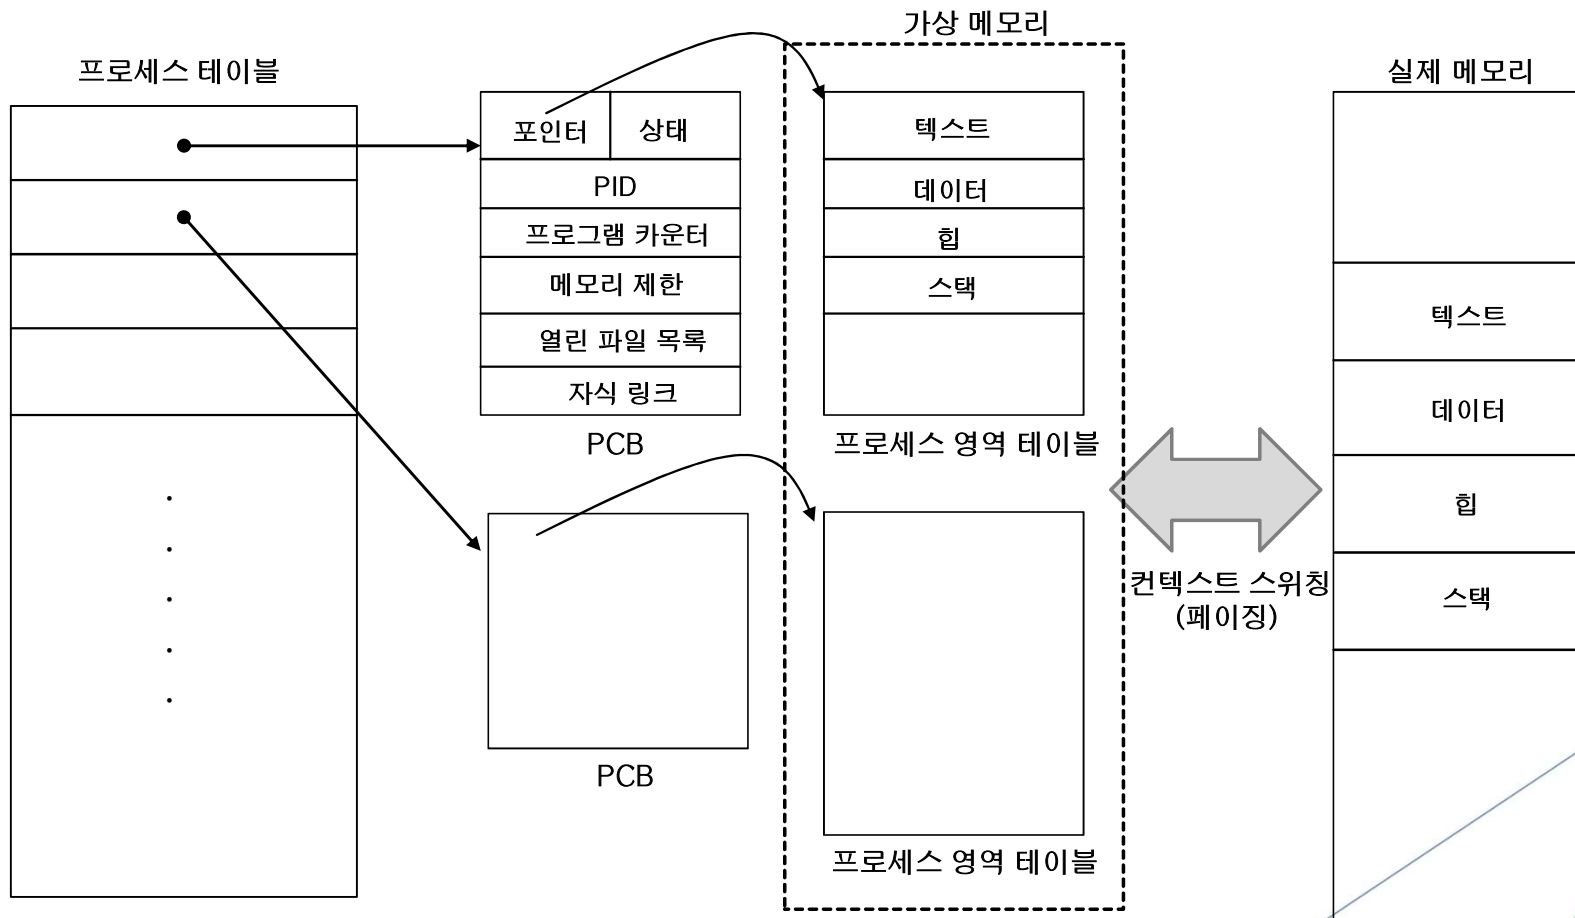 프로세스 테이블
포인터
상태
PID
프로그램 카운터
메모리 제한
열린 파일 목록
자식 링크
PCB
PCB
가상 메모리
텍스트
데이터
힙
스택
프로세스 영역 테이블
프로세스 영역 테이블
컨텍스트 스위칭
(페이징)
실제 메모리
텍스트
데이터
힙
스택